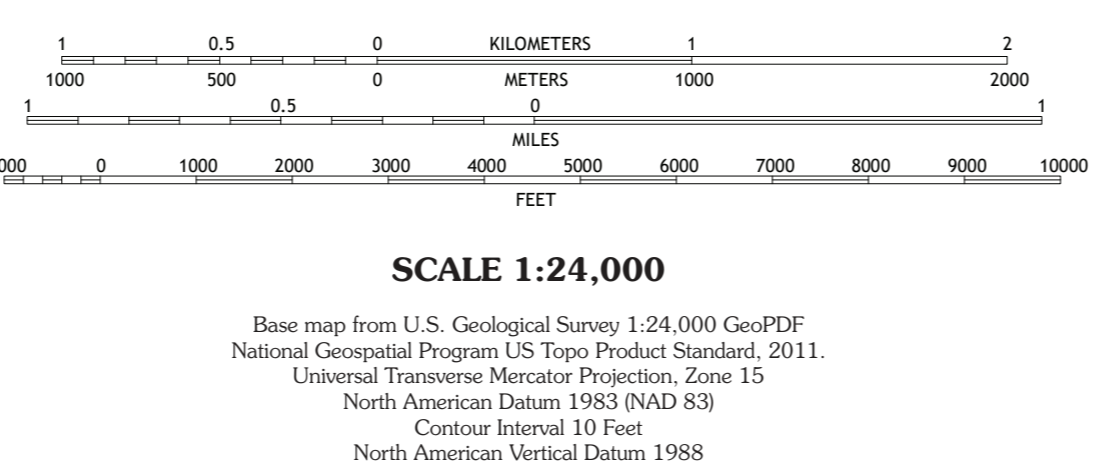 1 0.5 0 KILOMETERS 1 2
1000 500 0 METERS 1000 2000
1 0.5 0 1
MILES
000 0 1000 2000 3000 4000 5000 6000 7000 8000 9000 10000
FEET
SCALE 1:24,000
Base map from U.S. Geological Survey 1:24,000 GeoPDF
National Geospatial Program US Topo Product Standard, 2011.
Universal Transverse Mercator Projection, Zone 15
North American Datum 1983 (NAD 83)
Contour Interval 10 Feet
North American Vertical Datum 1988